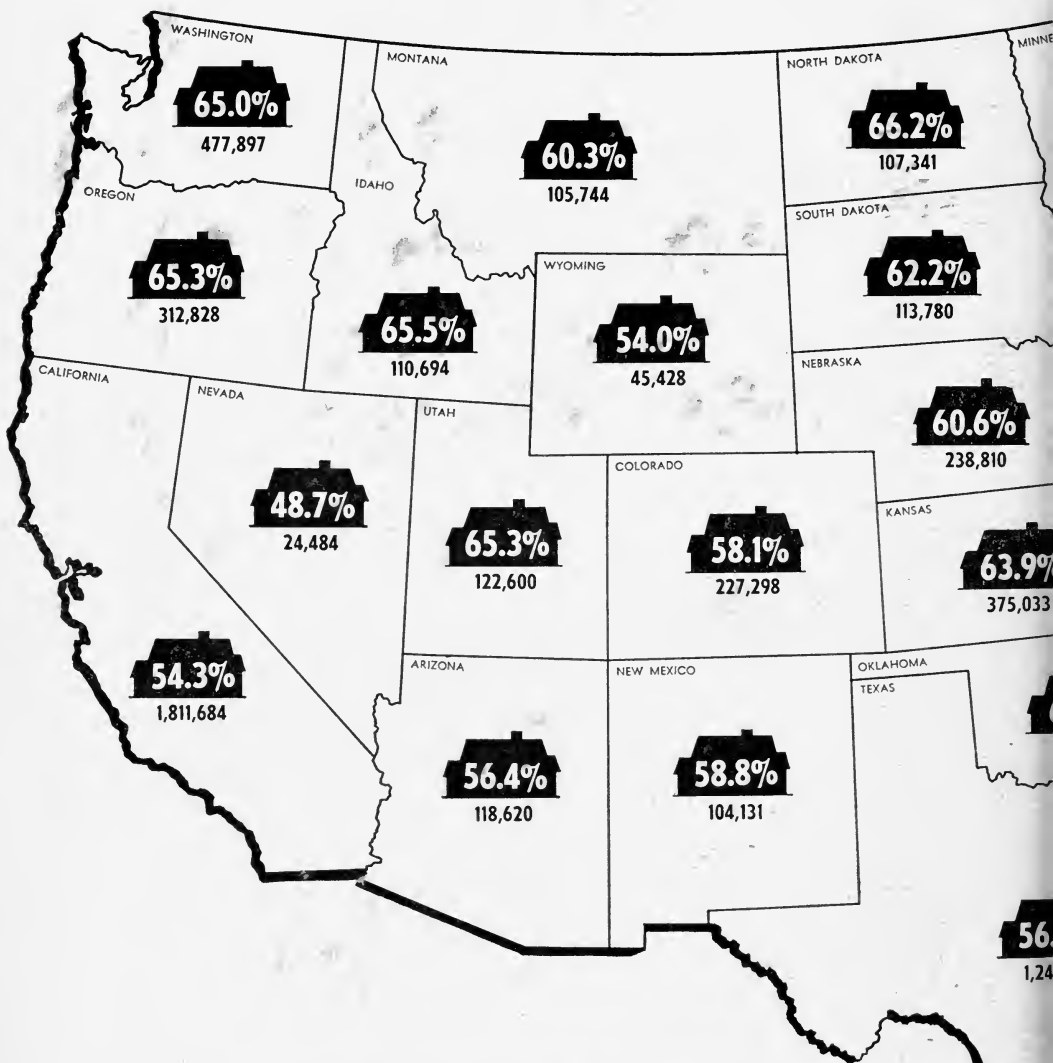 WASHINGTON
65.0%
477,897
MONTANA
60.3%
105,744
NORTH DAKOTA
66.2%
107,341
OREGON
65.3%
312,828
IDAHO
65.5%
110,694
SOUTH DAKOTA
62.2%
113,780
WYOMING
54.0%
45,428
CALIFORNIA
54.3%
1,811,684
NEVADA
48.7%
24,484
UTAH
65.3%
122,600
NEBRASKA
60.6%
238,810
COLORADO
58.1%
227,298
KANSAS
63.9%
375,033
ARIZONA
56.4%
118,620
NEW MEXICO
58.8%
104,131
OKLAHOMA
TEXAS